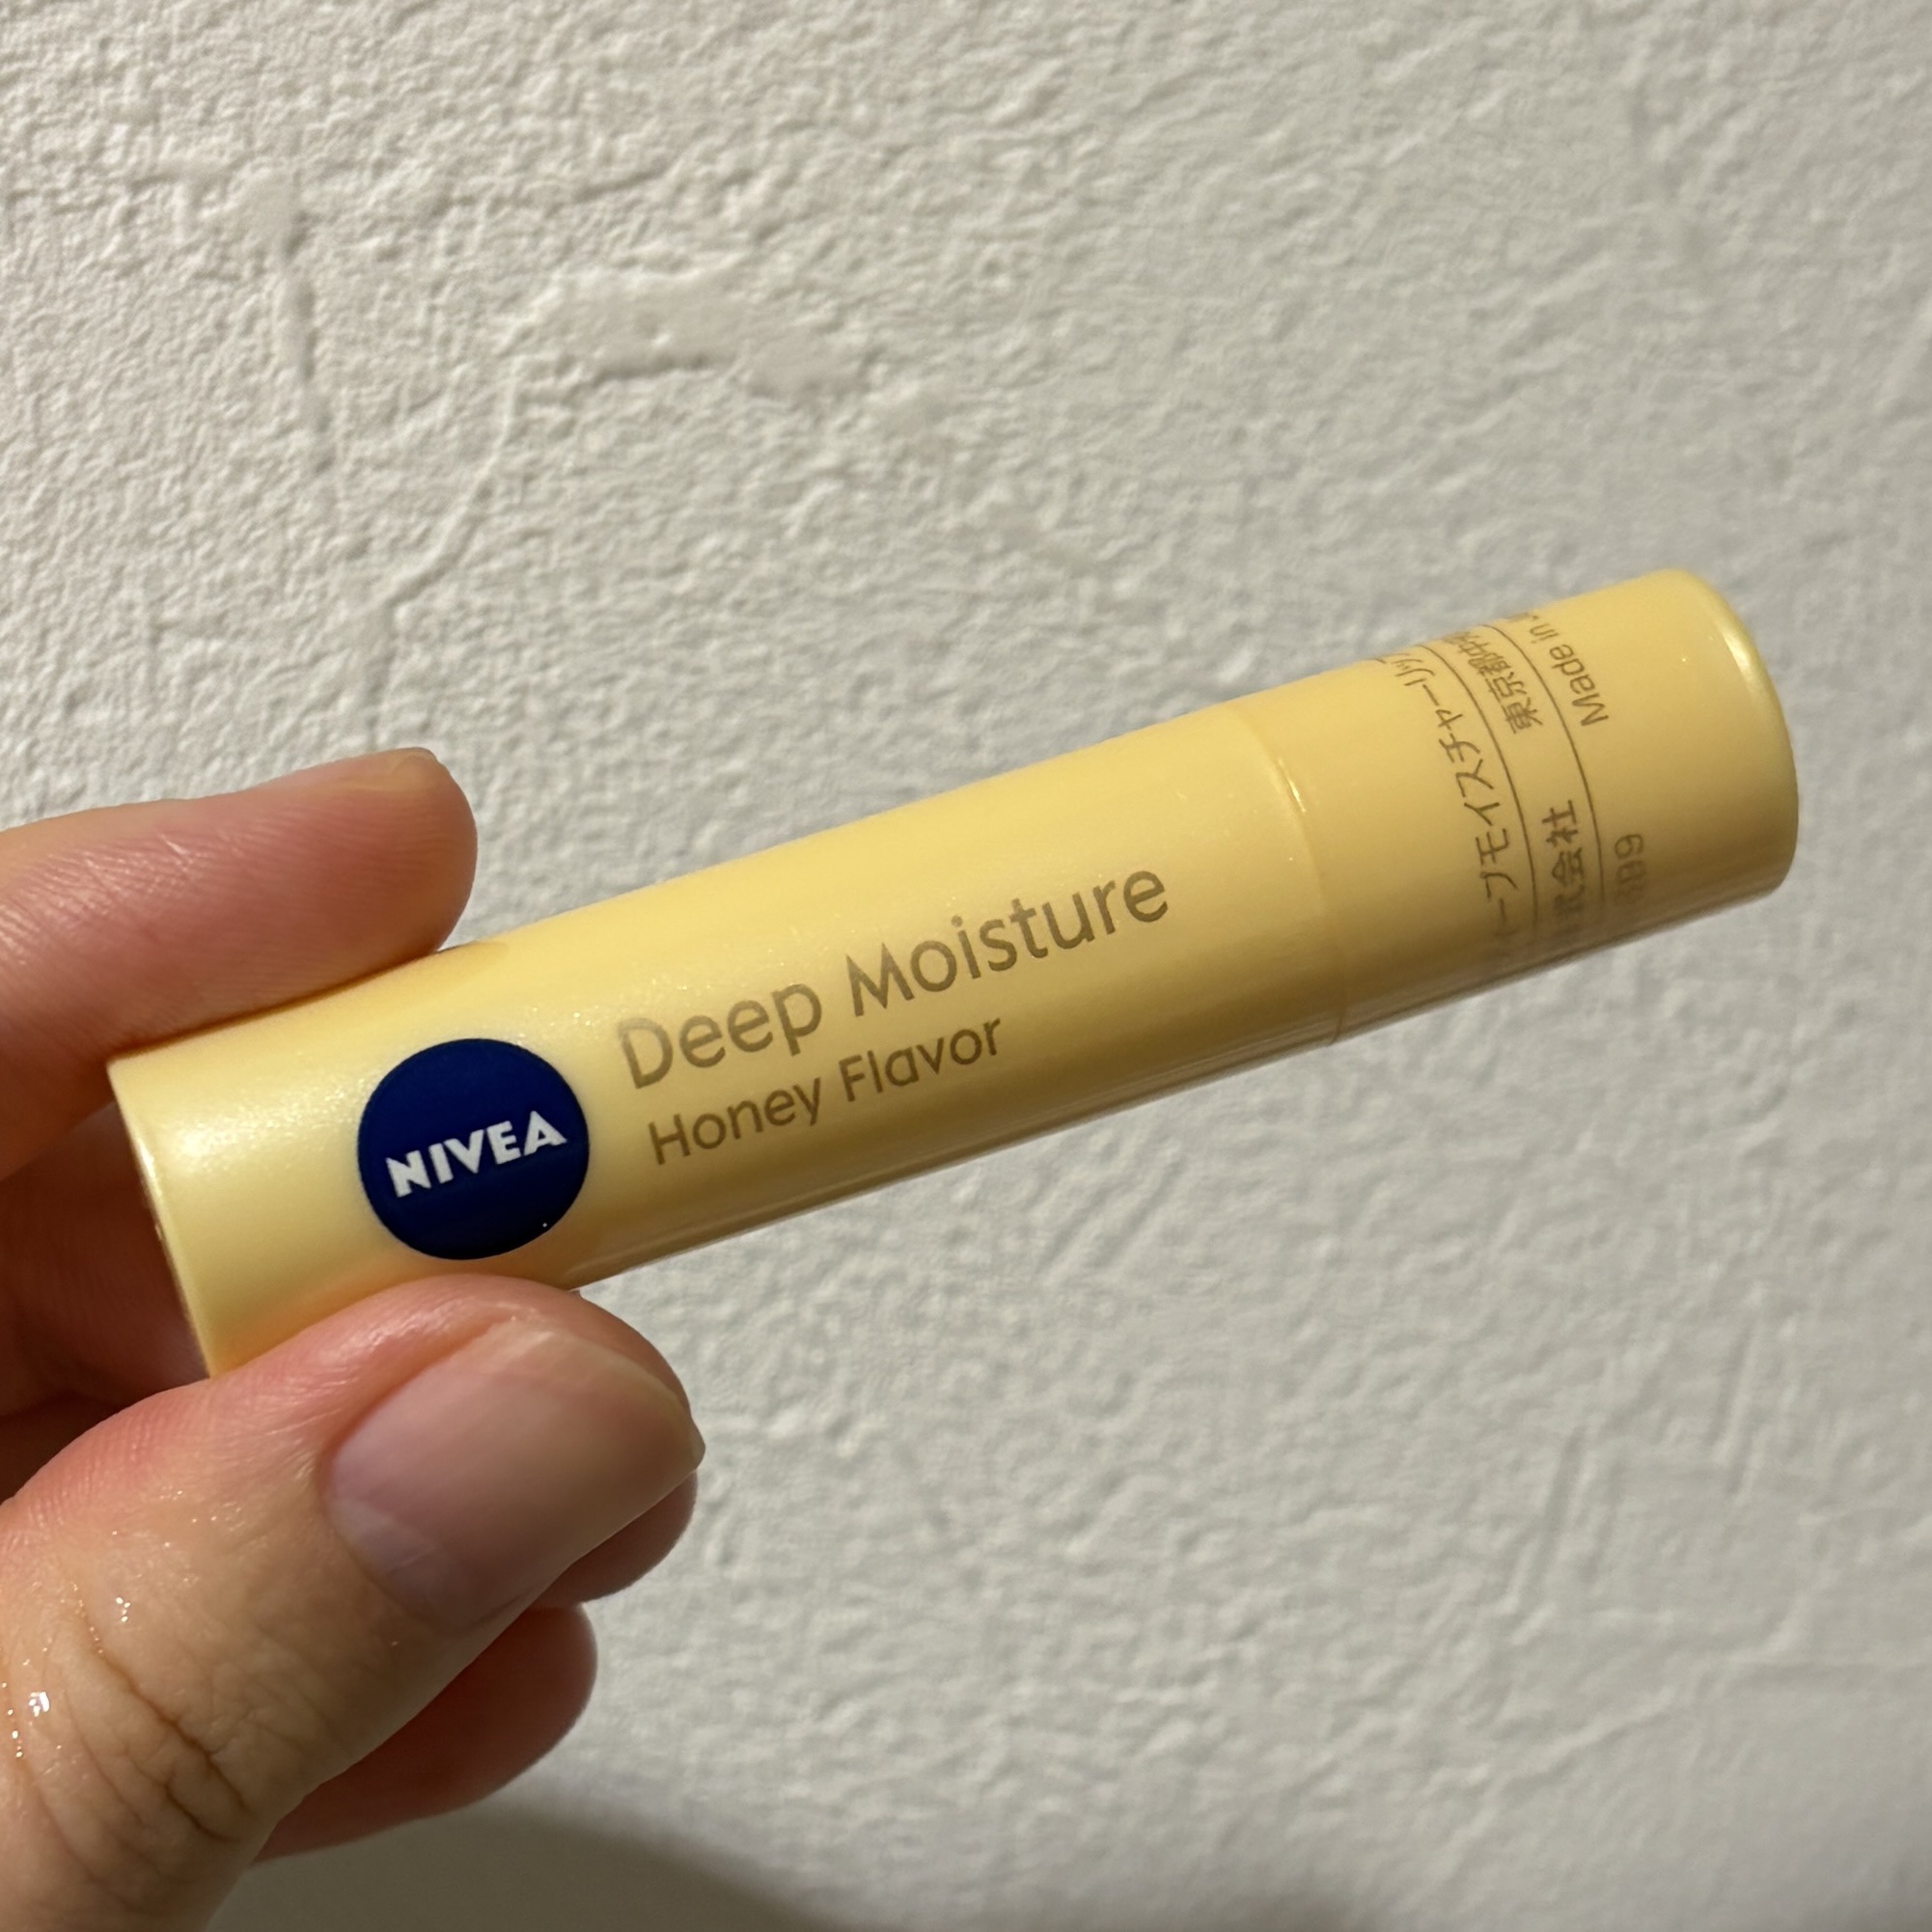 NIVEA
Deep Moisture
Honey Flavor
ープモイスチャーリップ
会社 東京都中
Made in